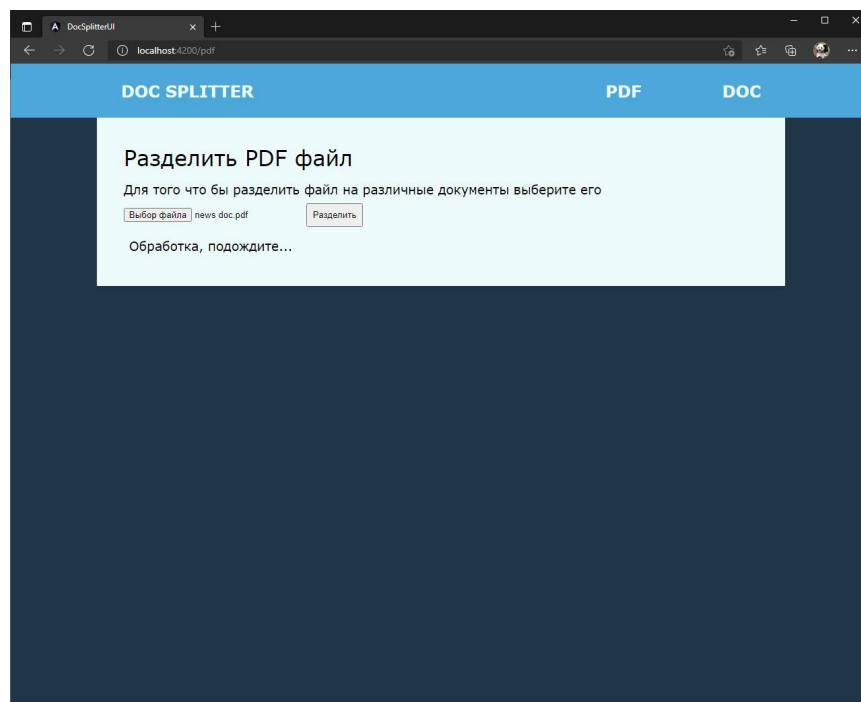 DocSplitterUI
localhost:4200/pdf
DOC SPLITTER PDF DOC
Разделить PDF файл
Для того что бы разделить файл на различные документы выберите его
Выбор файла news doc.pdf Разделить
Обработка, подождите...